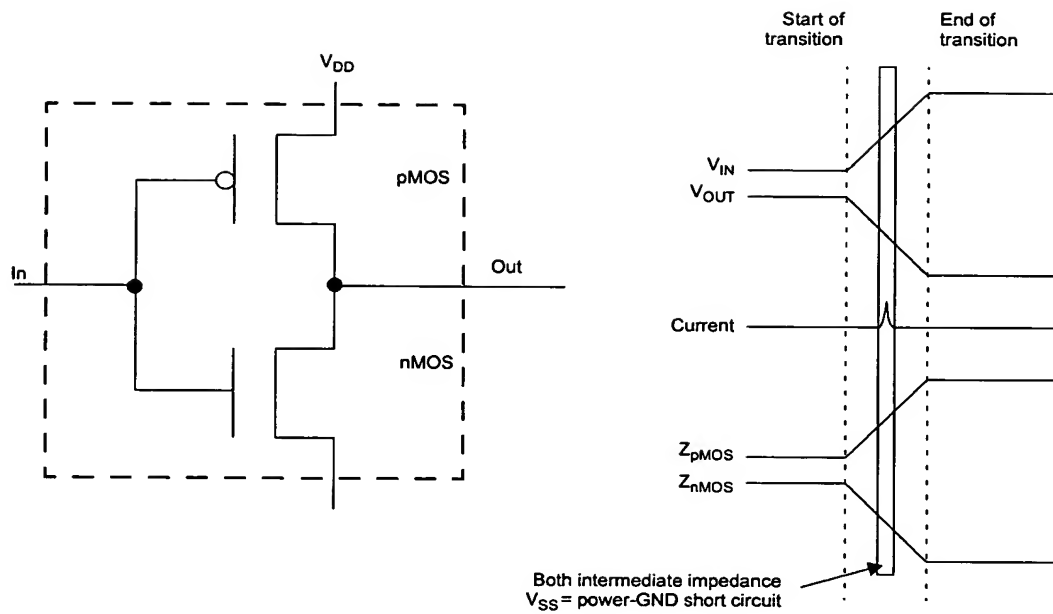 Start of
transition
End of
transition
VDD
pMOS
In
Out
nMOS
VIN
VOUT
Current
ZpMOS
ZnMOS
Both intermediate impedance
VSS = power-GND short circuit